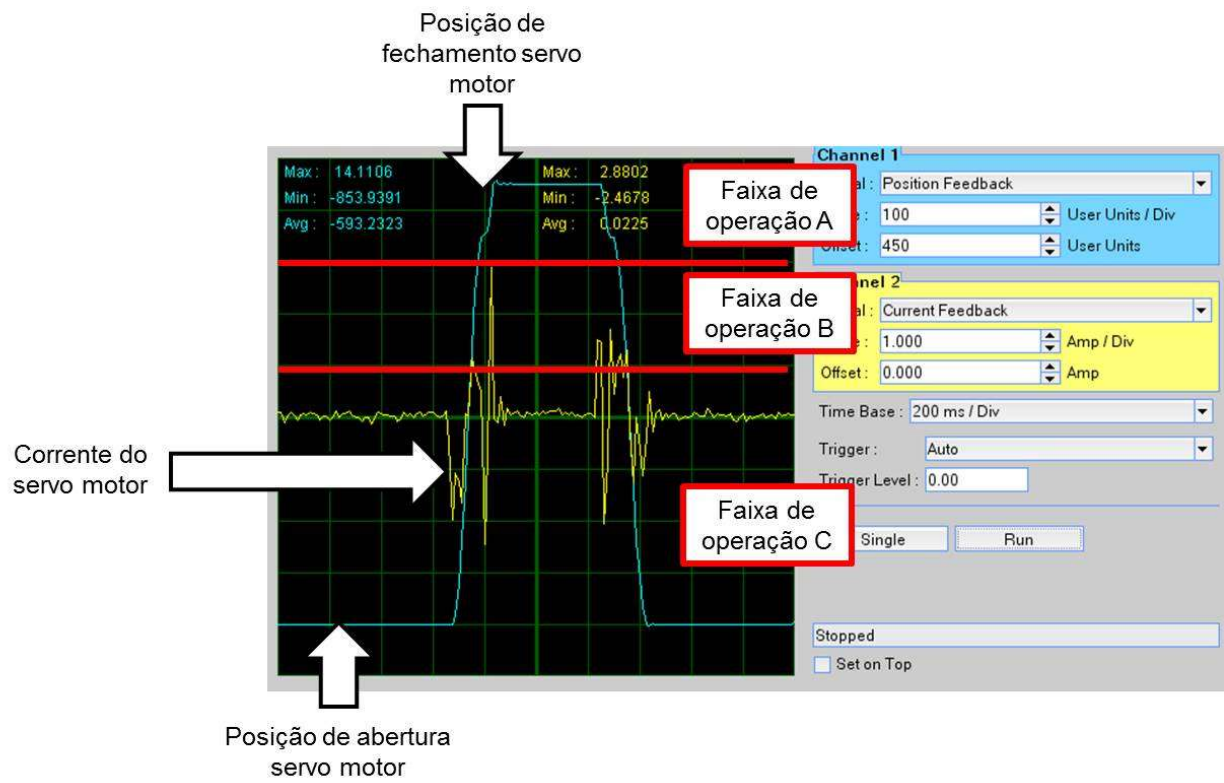 Posição de
fechamento servo
motor
Max : 14.1106
Min : -853.9391
Avg : -593.2323
Max : 2.8802
Min : -2.4678
Avg : 0.0225
Faixa de
operação A
Faixa de
operação B
Faixa de
operação C
Channel 1
Position Feedback
100 User Units / Div
Offset : 450 User Units
Current Feedback
1.000 Amp / Div
Offset : 0.000 Amp
Time Base : 200 ms / Div
Trigger : Auto
Trigger Level : 0.00
Single Run
Stopped
Set on Top
Corrente do
servo motor
Posição de abertura
servo motor